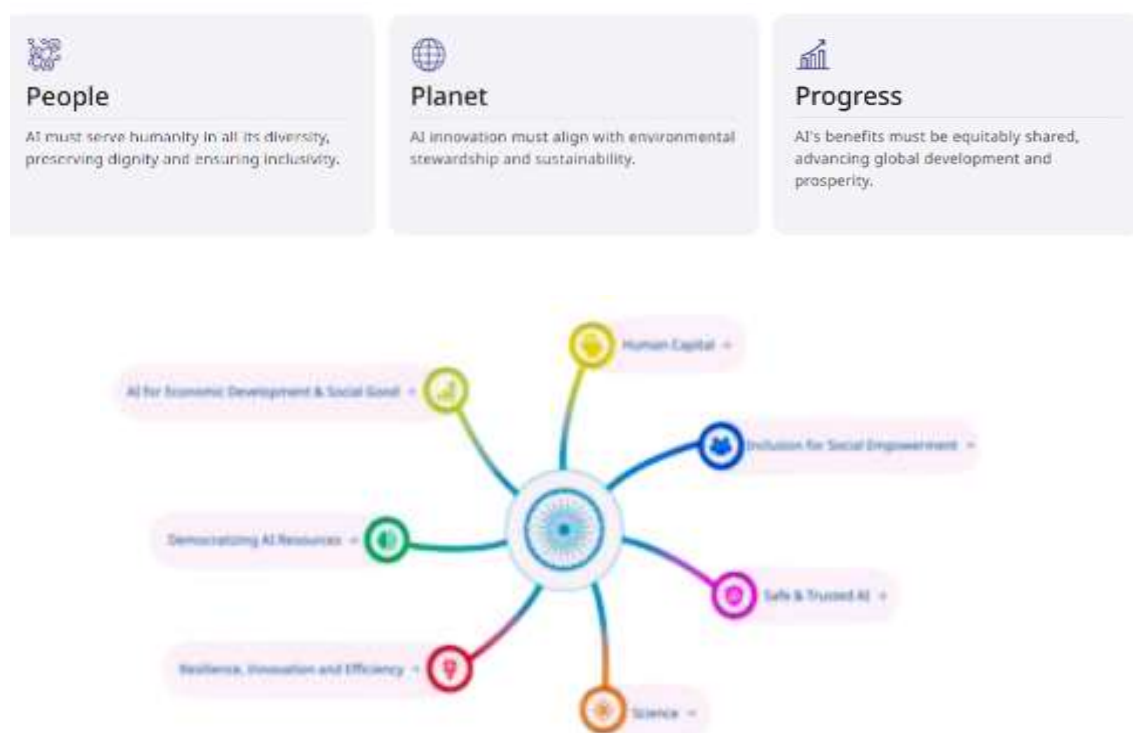 People
AI must serve humanity in all its diversity,
preserving dignity and ensuring inclusivity.
Planet
AI innovation must align with environmental
stewardship and sustainability.
Progress
AI's benefits must be equitably shared,
advancing global development and
prosperity.
Human Capital
AI for Economic Development & Social Good
Inclusion for Social Empowerment
Democratizing AI Resources
Safe & Trusted AI
Resilience, Innovation and Efficiency
Science